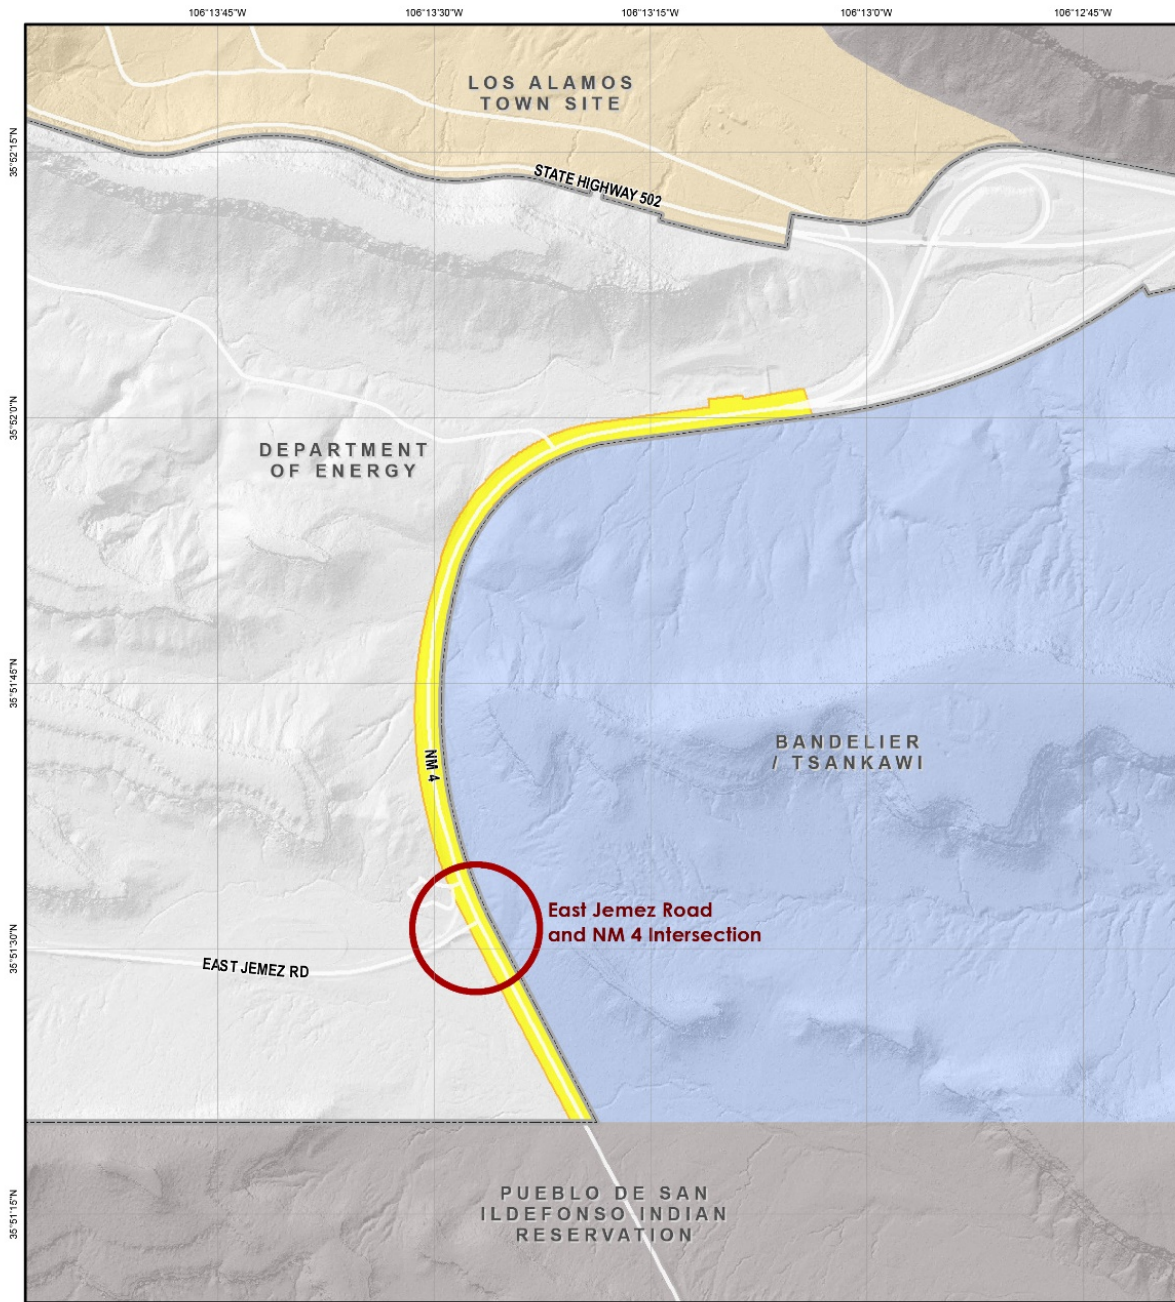 106°13'45"W
106°13'30"W
106°13'15"W
106°13'0"W
106°12'45"W
LOS ALAMOS
TOWN SITE
35°52'15"N
STATE HIGHWAY 502
35°52'0"N
DEPARTMENT
OF ENERGY
35°51'45"N
BANDELIER
/ TSANKAWI
NM 4
East Jemez Road
and NM 4 Intersection
35°51'30"N
EAST JEMEZ RD
PUEBLO DE SAN
ILDEFONSO INDIAN
RESERVATION
35°51'15"N